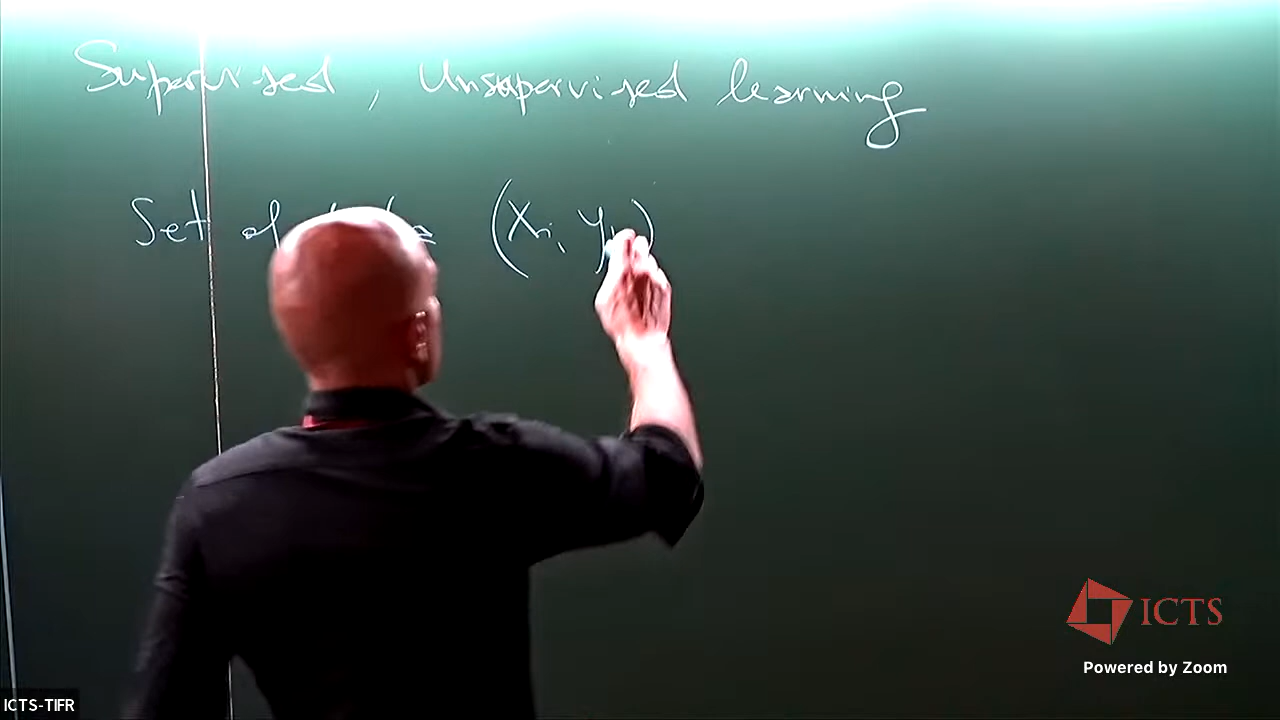 Supervised, Unsupervised learning
Set of (Xi, yi)
ICTS
Powered by Zoom
ICTS-TIFR